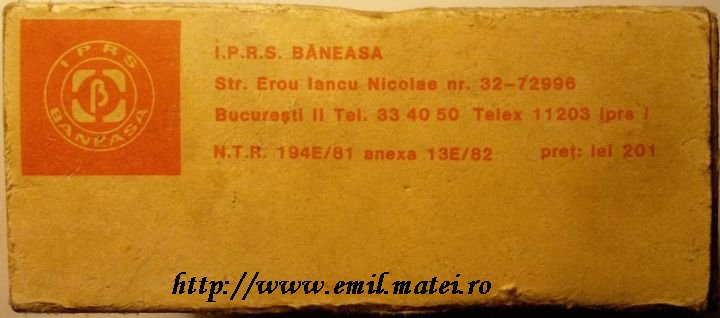 IPRS
β
BANEASA
I.P.R.S. BĂNEASA
Str. Erou Iancu Nicolae nr. 32-72996
Bucureşti II Tel. 33 40 50 Telex 11203 iprs I
N.T.R. 194E/81 anexa 13E/82 preţ: lei 201
http://www.emil.matei.ro